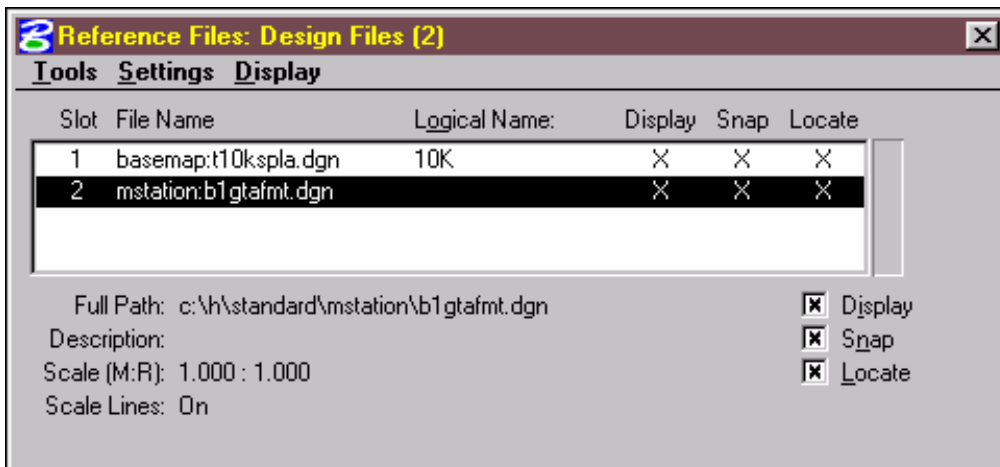 Reference Files: Design Files (2)
Tools Settings Display
Slot File Name Logical Name: Display Snap Locate
1 basemap:t10kspla.dgn 10K X X X
2 mstation:b1gtafmt.dgn X X X
Full Path: c:\h\standard\mstation\b1gtafmt.dgn Display
Description: Snap
Scale (M:R): 1.000 : 1.000 Locate
Scale Lines: On